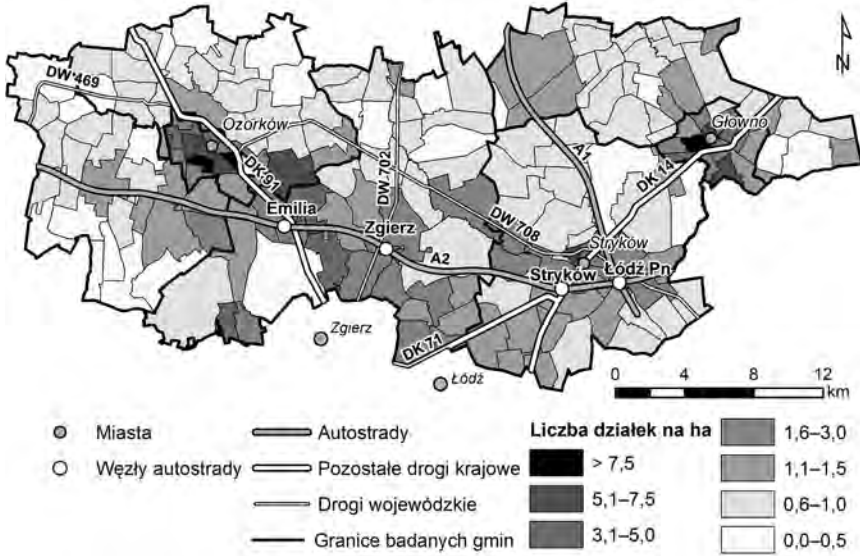 N
DW 469
Ozorków
Głowno
A1
DK 91
DW 702
DK 14
Emilia
Zgierz
DW 708
Stryków
A2
Stryków
Łódź Pn
Zgierz
DK 71
Łódź
0 4 8 12
km
Miasta
Węzły autostrady
Autostrady
Pozostałe drogi krajowe
Drogi wojewódzkie
Granice badanych gmin
Liczba działek na ha
> 7,5
5,1–7,5
3,1–5,0
1,6–3,0
1,1–1,5
0,6–1,0
0,0–0,5